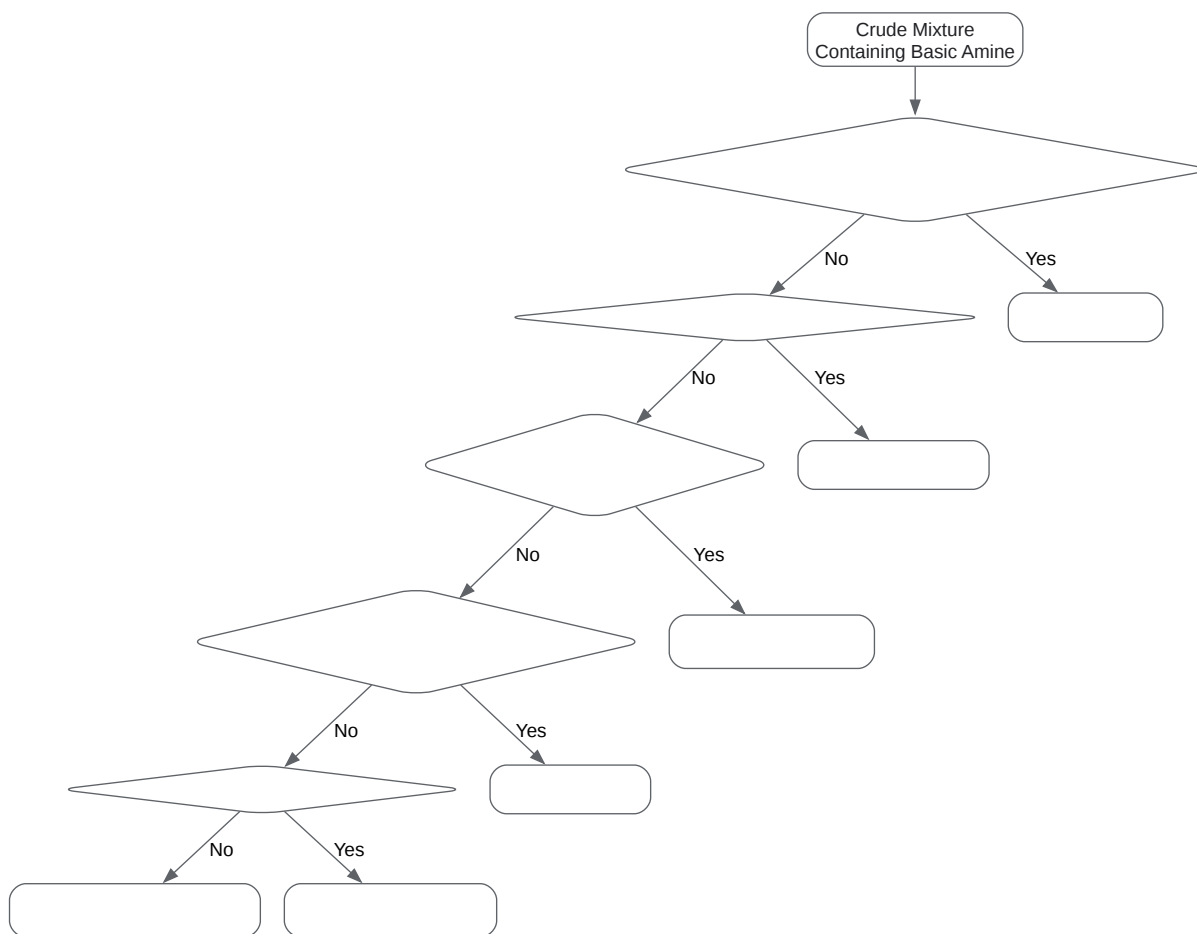 Crude Mixture
Containing Basic Amine
No
Yes
No
Yes
No
Yes
No
Yes
No
Yes